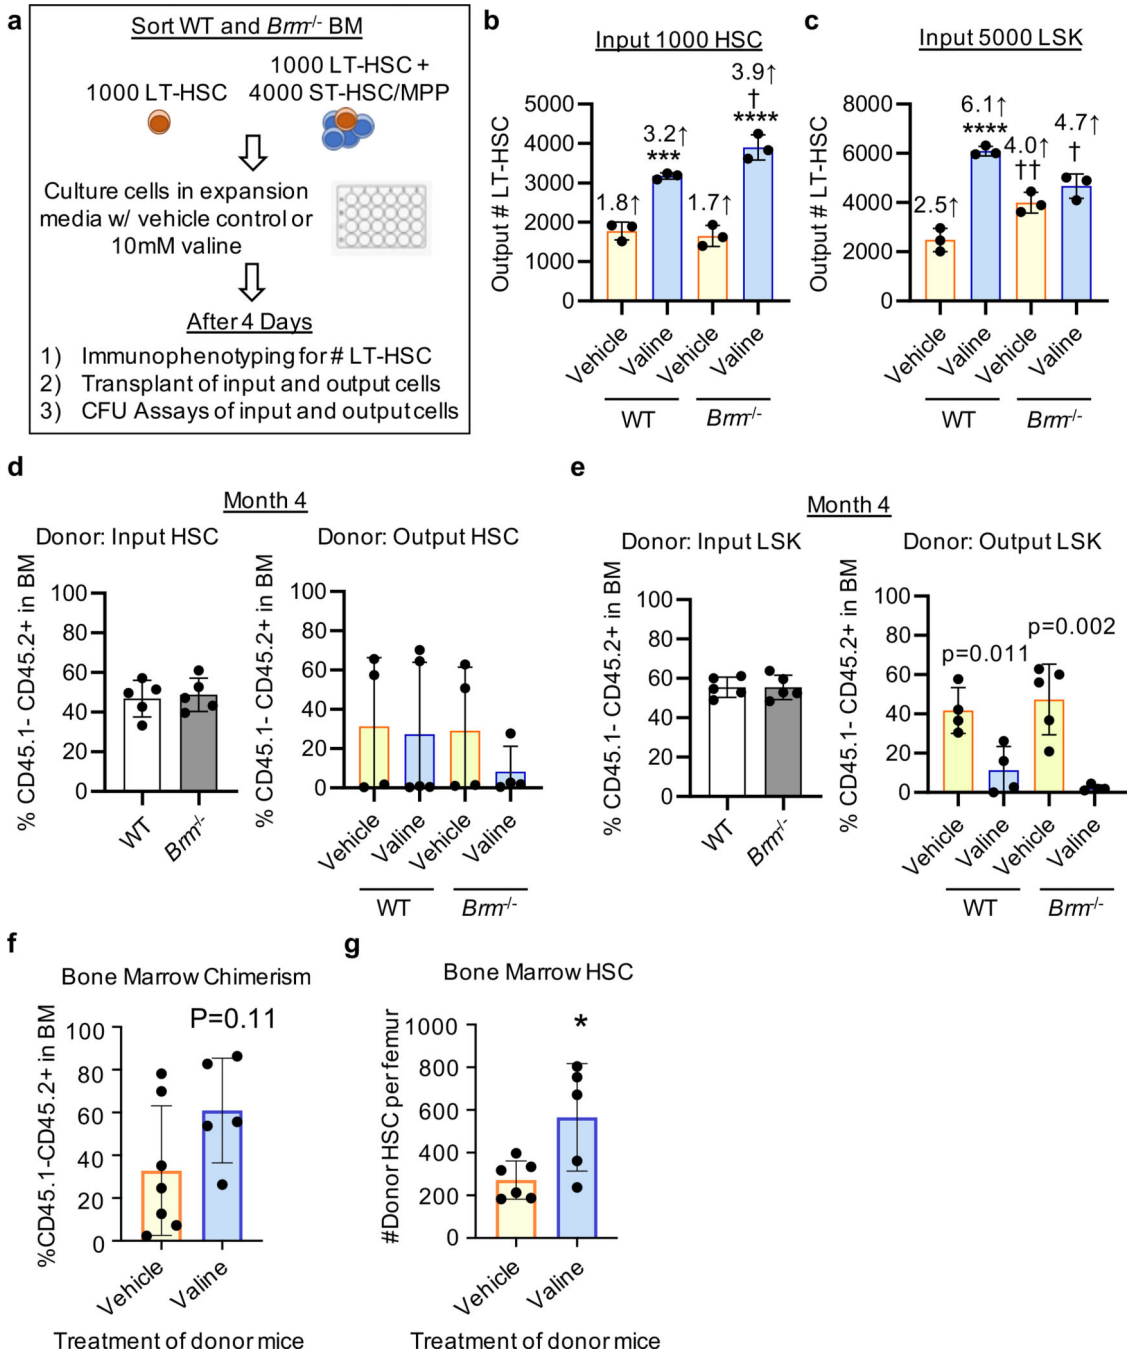 a
Sort WT and Brm-/- BM
1000 LT-HSC
1000 LT-HSC +
4000 ST-HSC/MPP
Culture cells in expansion
media w/ vehicle control or
10mM valine
After 4 Days
1) Immunophenotyping for # LT-HSC
2) Transplant of input and output cells
3) CFU Assays of input and output cells
b
Input 1000 HSC
Output # LT-HSC
5000
4000
3000
2000
1000
0
1.8↑
3.2↑
***
1.7↑
3.9↑
†
****
Vehicle
Valine
Vehicle
Valine
WT
Brm-/-
c
Input 5000 LSK
Output # LT-HSC
8000
6000
4000
2000
0
2.5↑
6.1↑
****
4.0↑
††
4.7↑
†
Vehicle
Valine
Vehicle
Valine
WT
Brm-/-
d
Month 4
Donor: Input HSC
% CD45.1- CD45.2+ in BM
100
80
60
40
20
0
WT
Brm-/-
Donor: Output HSC
% CD45.1- CD45.2+ in BM
100
80
60
40
20
0
Vehicle
Valine
Vehicle
Valine
WT
Brm-/-
e
Month 4
Donor: Input LSK
% CD45.1- CD45.2+ in BM
100
80
60
40
20
0
WT
Brm-/-
Donor: Output LSK
% CD45.1- CD45.2+ in BM
100
80
60
40
20
0
p=0.011
p=0.002
Vehicle
Valine
Vehicle
Valine
WT
Brm-/-
f
Bone Marrow Chimerism
%CD45.1-CD45.2+ in BM
100
80
60
40
20
0
P=0.11
Vehicle
Valine
Treatment of donor mice
g
Bone Marrow HSC
#Donor HSC per femur
1000
800
600
400
200
0
*
Vehicle
Valine
Treatment of donor mice